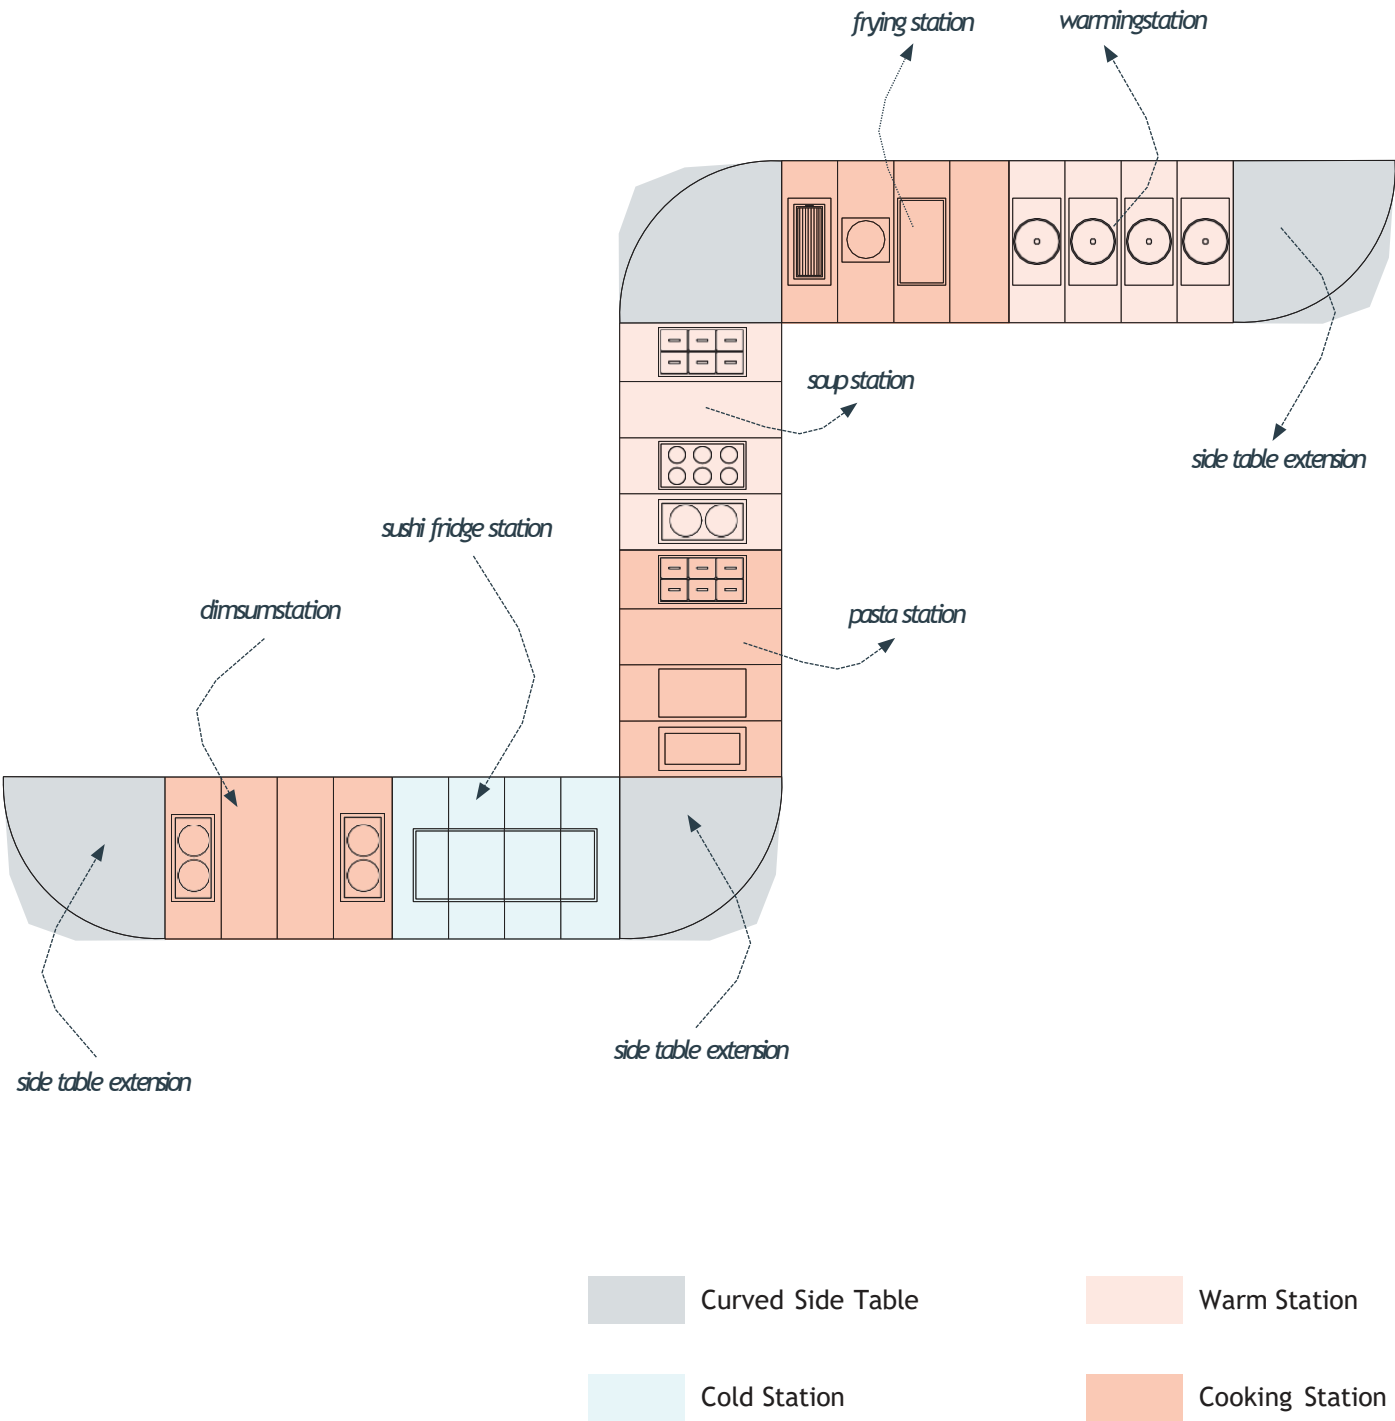 frying station
warmingstation
soup station
side table extension
sushi fridge station
dimsumstation
pasta station
side table extension
side table extension
Curved Side Table
Warm Station
Cold Station
Cooking Station